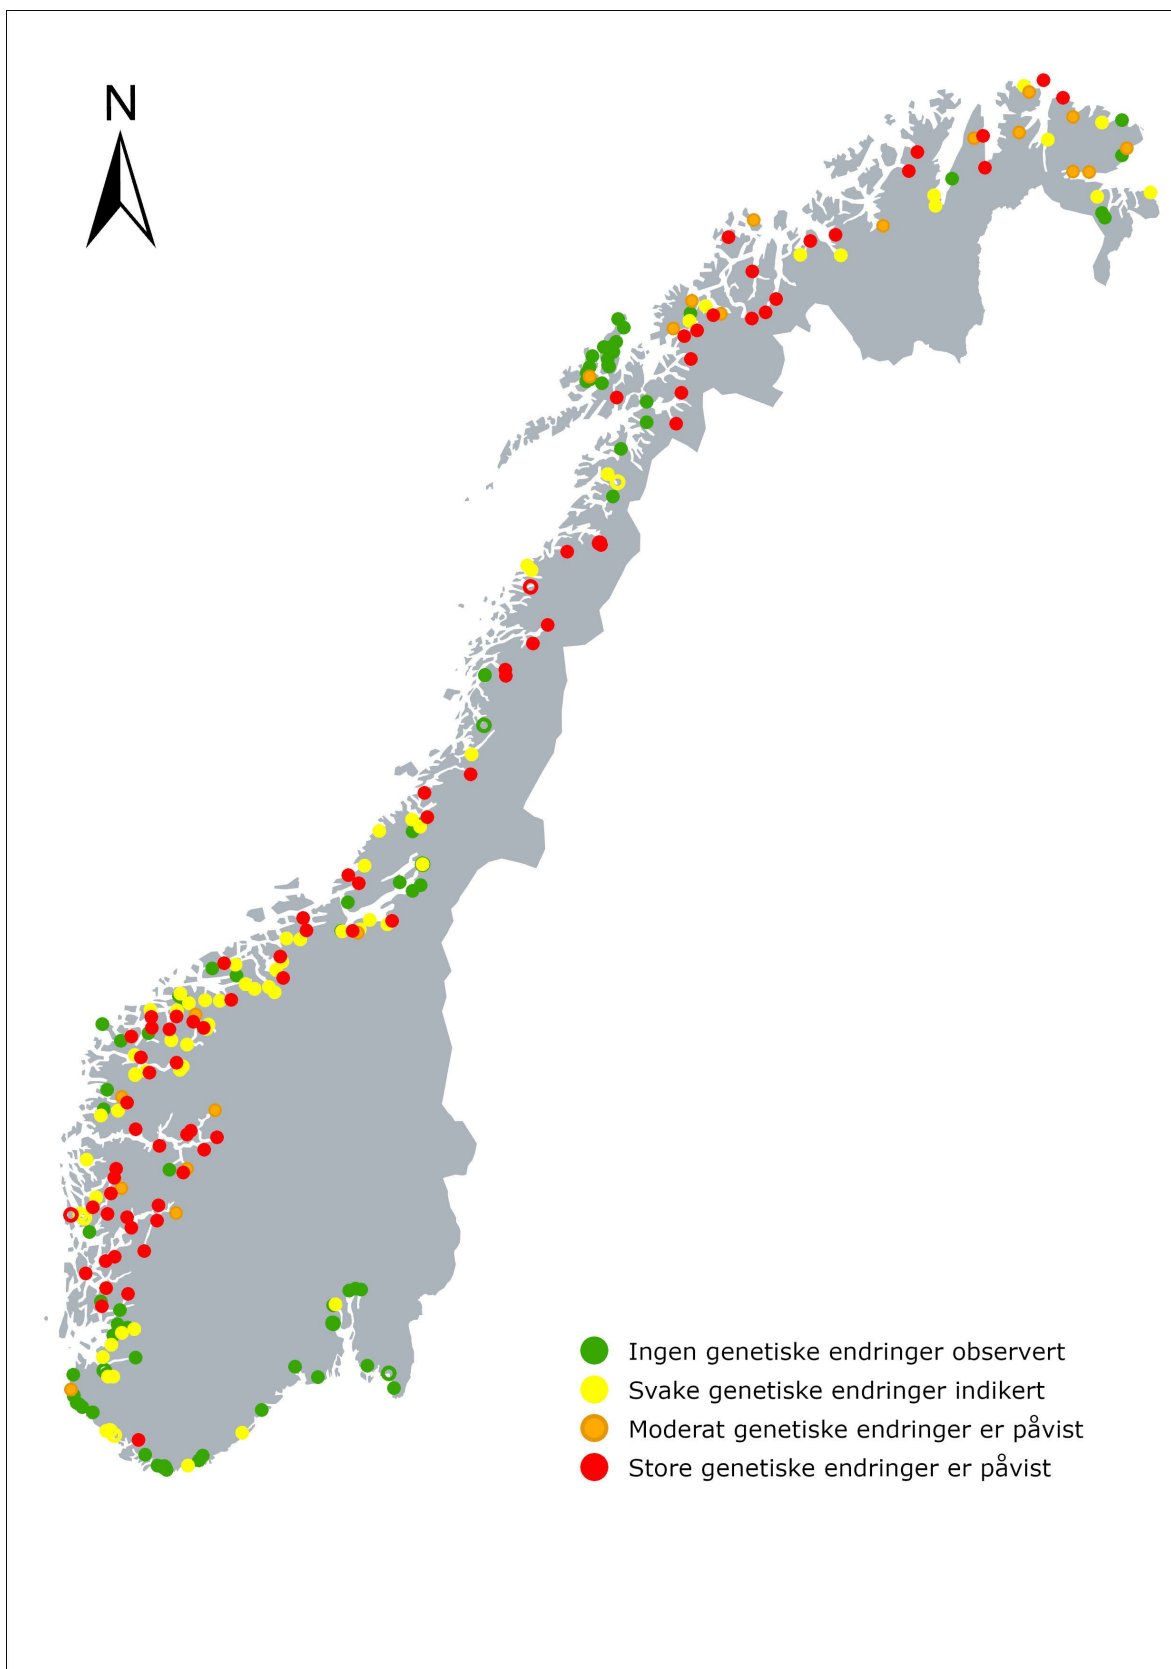 N
Ingen genetiske endringer observert
Svake genetiske endringer indikert
Moderat genetiske endringer er påvist
Store genetiske endringer er påvist